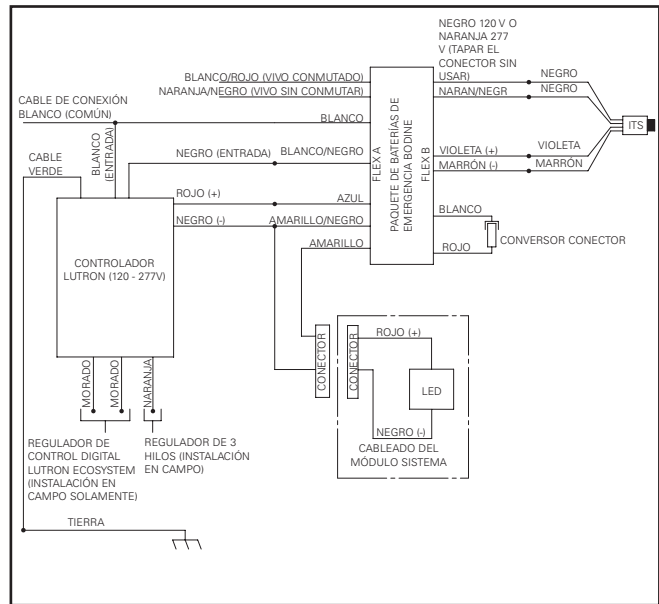 NEGRO 120 V O
NARANJA 277
V (TAPAR EL
CONECTOR SIN
USAR)
BLANCO/ROJO (VIVO CONMUTADO)
NARANJA/NEGRO (VIVO SIN CONMUTAR)
NEGRO
NARAN/NEGR
NEGRO
CABLE DE CONEXIÓN
BLANCO (COMÚN)
BLANCO
ITS
BLANCO
(ENTRADA)
CABLE
VERDE
NEGRO (ENTRADA)
BLANCO/NEGRO
FLEX A
PAQUETE DE BATERÍAS DE
EMERGENCIA BODINE
FLEX B
VIOLETA (+)
VIOLETA
MARRÓN (-)
MARRÓN
ROJO (+)
AZUL
NEGRO (-)
AMARILLO/NEGRO
BLANCO
AMARILLO
ROJO
CONVERSOR CONECTOR
CONTROLADOR
LUTRON (120 - 277V)
CONECTOR
CONECTOR
ROJO (+)
LED
NEGRO (-)
CABLEADO DEL
MÓDULO SISTEMA
MORADO
MORADO
NARANJA
REGULADOR DE
CONTROL DIGITAL
LUTRON ECOSYSTEM
(INSTALACIÓN EN
CAMPO SOLAMENTE)
REGULADOR DE 3
HILOS (INSTALACIÓN
EN CAMPO)
TIERRA